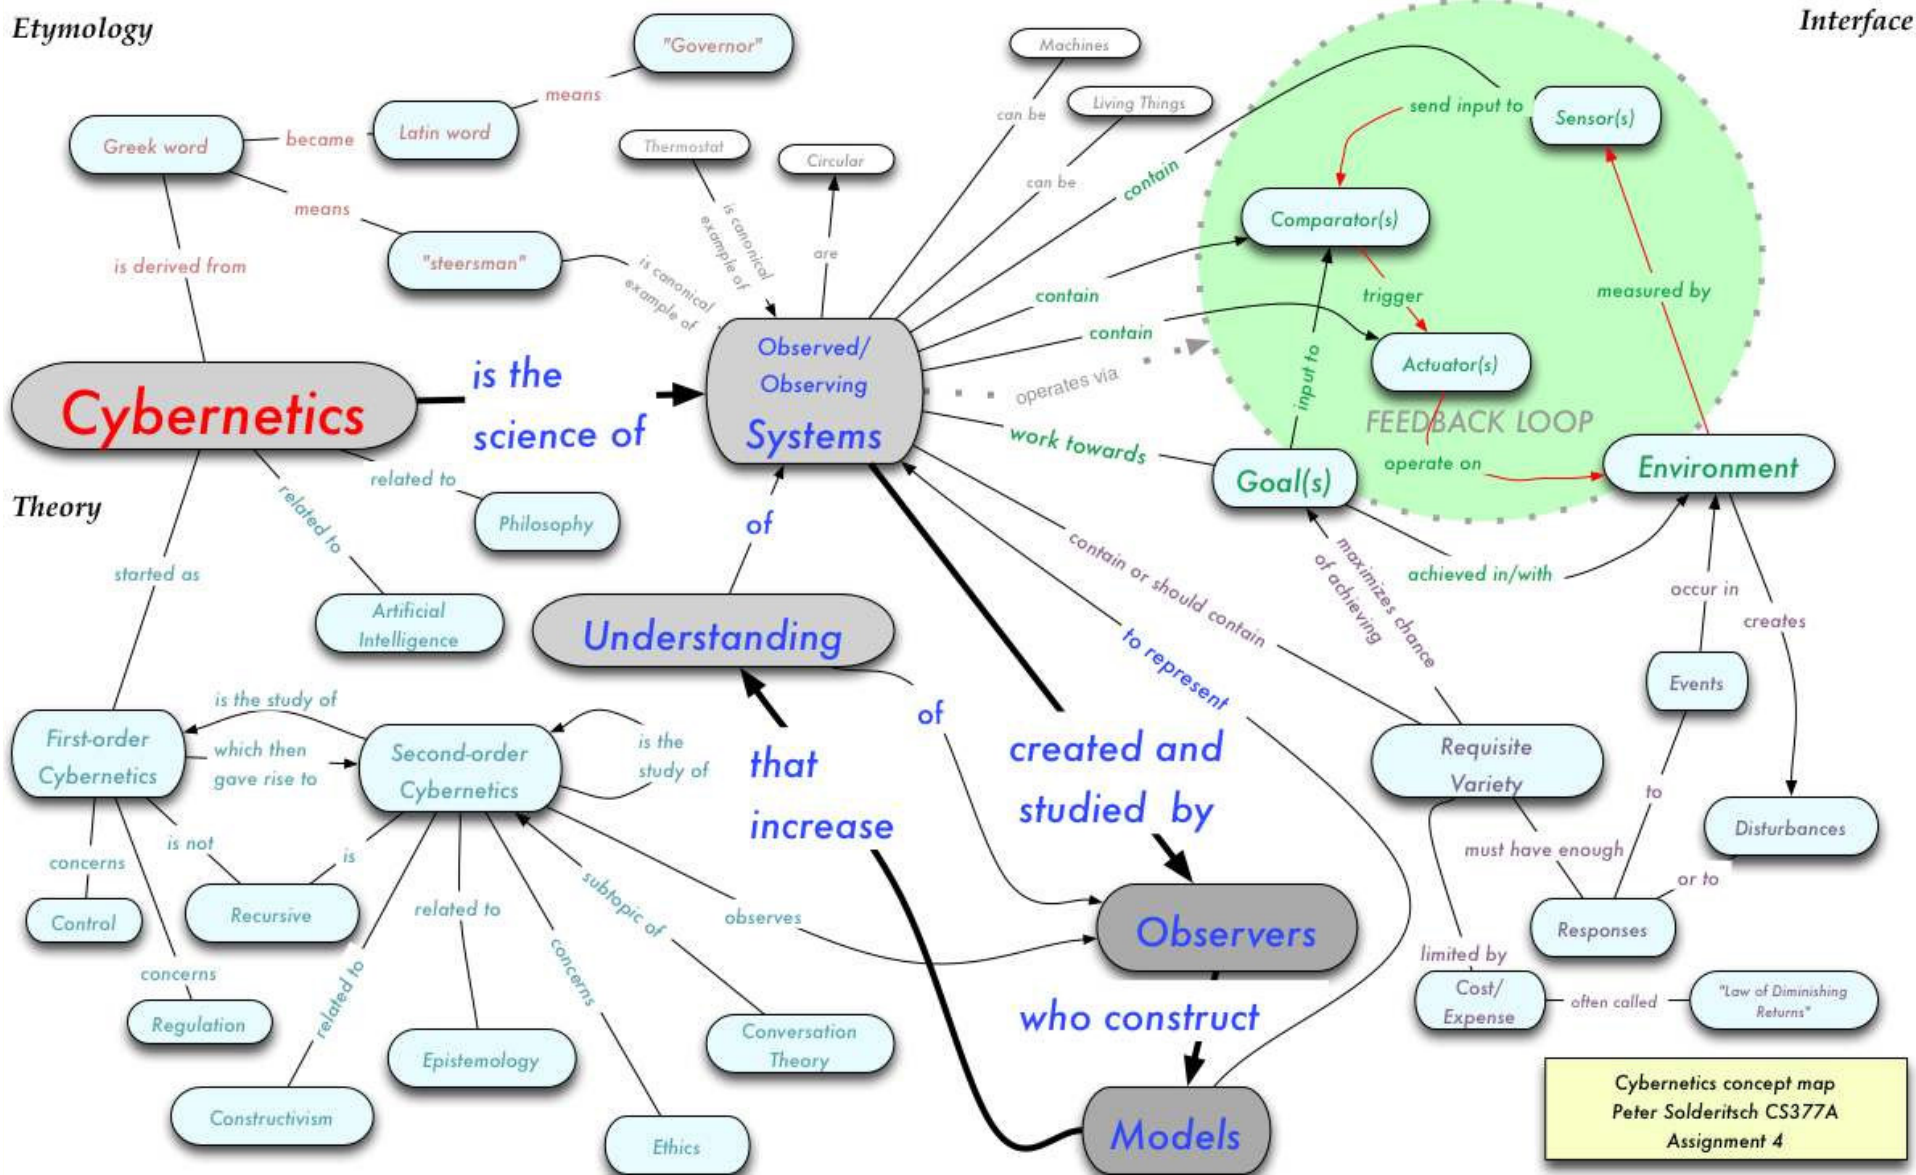 Etymology
Interface
"Governor"
means
Latin word
became
Greek word
means
"steersman"
is derived from
is canonical
example of
Thermostat
is canonical
example of
Circular
are
Machines
can be
Living Things
can be
contain
send input to
Sensor(s)
Comparator(s)
contain
trigger
measured by
contain
Actuator(s)
input to
operates via
FEEDBACK LOOP
operate on
work towards
Goal(s)
Environment
Cybernetics
is the
science of
Observed/
Observing
Systems
Theory
related to
Philosophy
related to
Artificial
Intelligence
started as
of
Understanding
contain or should contain
to represent
maximizes chance
of achieving
achieved in/with
occur in
creates
Events
to
Disturbances
or to
Responses
must have enough
Requisite
Variety
limited by
Cost/
Expense
often called
"Law of Diminishing
Returns"
First-order
Cybernetics
is the study of
which then
gave rise to
Second-order
Cybernetics
is the
study of
that
increase
of
created and
studied by
Observers
who construct
Models
concerns
Control
is not
Recursive
is
concerns
Regulation
related to
Constructivism
related to
Epistemology
concerns
Ethics
subtopic of
Conversation
Theory
observes
Cybernetics concept map
Peter Solderitsch CS377A
Assignment 4